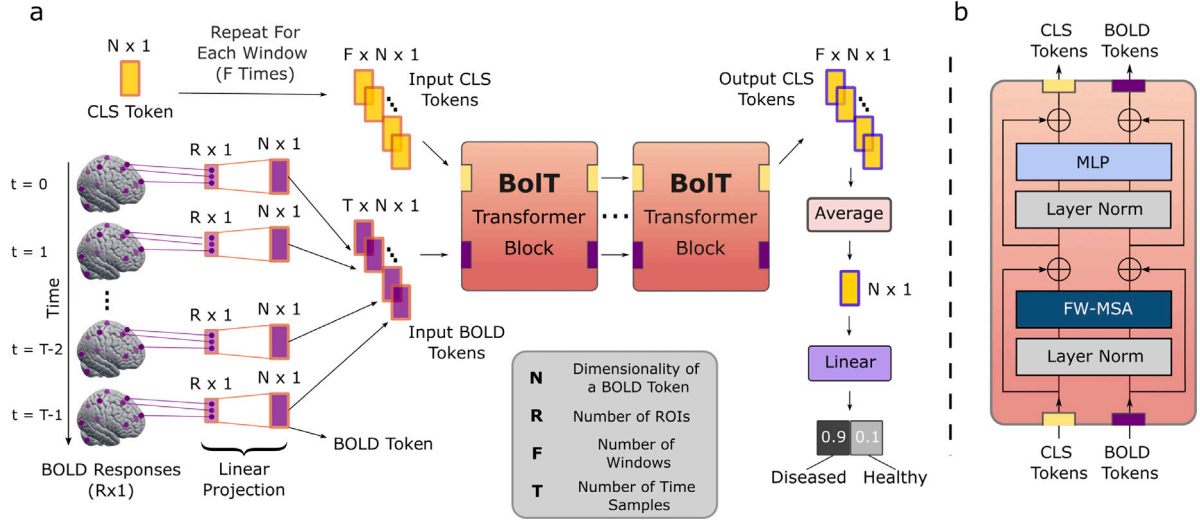 a
N x 1
CLS Token
Repeat For
Each Window
(F Times)
F x N x 1
Input CLS
Tokens
Time
t = 0
t = 1
t = T-2
t = T-1
R x 1
N x 1
R x 1
N x 1
R x 1
N x 1
R x 1
N x 1
BOLD Responses
(Rx1)
Linear
Projection
BOLD Token
T x N x 1
Input BOLD
Tokens
BolT
Transformer
Block
BolT
Transformer
Block
Output CLS
Tokens
F x N x 1
Average
N x 1
Linear
0.9 0.1
Diseased Healthy
N Dimensionality of
a BOLD Token
R Number of ROIs
F Number of
Windows
T Number of Time
Samples
b
CLS
Tokens
BOLD
Tokens
MLP
Layer Norm
FW-MSA
Layer Norm
CLS
Tokens
BOLD
Tokens